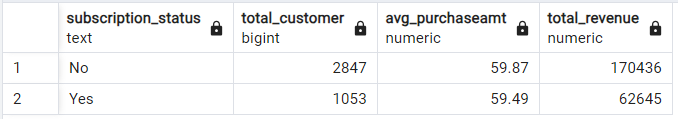 subscription_status total_customer avg_purchaseamt total_revenue
text bigint numeric numeric
1 No 2847 59.87 170436
2 Yes 1053 59.49 62645